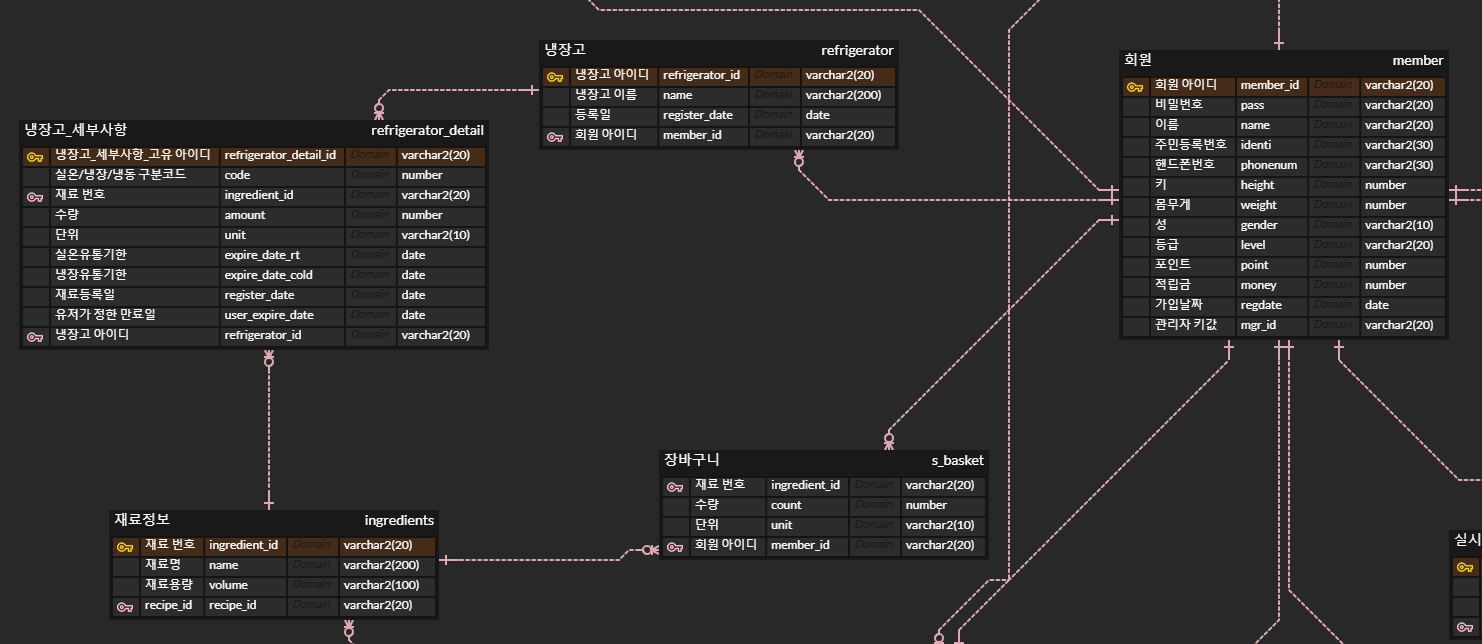 냉장고 refrigerator
냉장고 아이디 refrigerator_id Domain varchar2(20)
냉장고 이름 name Domain varchar2(200)
등록일 register_date Domain date
회원 아이디 member_id Domain varchar2(20)
회원 member
회원 아이디 member_id Domain varchar2(20)
비밀번호 pass Domain varchar2(20)
이름 name Domain varchar2(20)
주민등록번호 identi Domain varchar2(30)
핸드폰번호 phonenum Domain varchar2(30)
키 height Domain number
몸무게 weight Domain number
성 gender Domain varchar2(10)
등급 level Domain varchar2(20)
포인트 point Domain number
적립금 money Domain number
가입날짜 regdate Domain date
관리자 키값 mgr_id Domain varchar2(20)
냉장고_세부사항 refrigerator_detail
냉장고_세부사항_고유 아이디 refrigerator_detail_id Domain varchar2(20)
실온/냉장/냉동 구분코드 code Domain number
재료 번호 ingredient_id Domain varchar2(20)
수량 amount Domain number
단위 unit Domain varchar2(10)
실온유통기한 expire_date_rt Domain date
냉장유통기한 expire_date_cold Domain date
재료등록일 register_date Domain date
유저가 정한 만료일 user_expire_date Domain date
냉장고 아이디 refrigerator_id Domain varchar2(20)
장바구니 s_basket
재료 번호 ingredient_id Domain varchar2(20)
수량 count Domain number
단위 unit Domain varchar2(10)
회원 아이디 member_id Domain varchar2(20)
재료정보 ingredients
재료 번호 ingredient_id Domain varchar2(20)
재료명 name Domain varchar2(200)
재료용량 volume Domain varchar2(100)
recipe_id recipe_id Domain varchar2(20)
실시